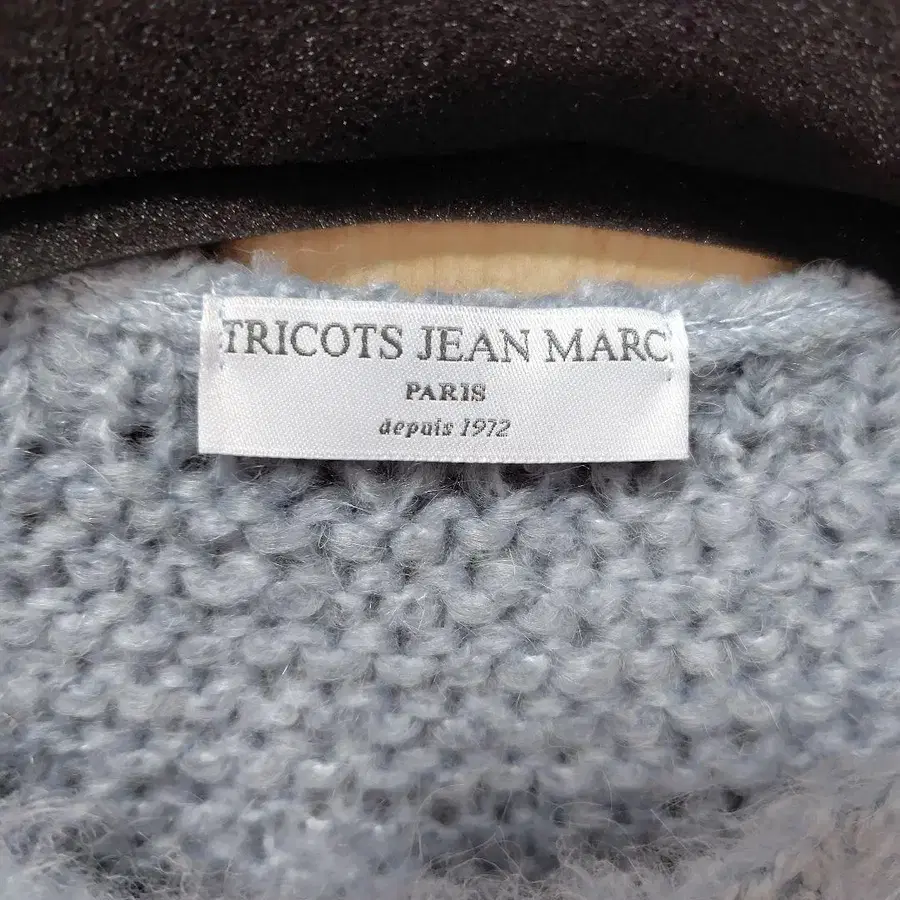 TRICOTS JEAN MARC
PARIS
depuis 1972